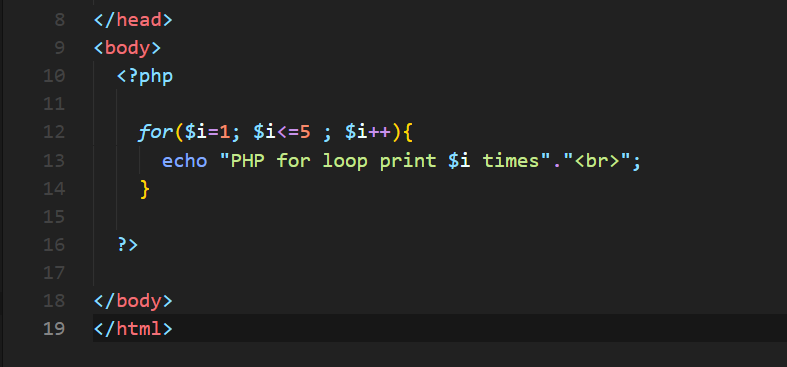 8 </head>
9 <body>
10 <?php
11
12 for($i=1; $i<=5 ; $i++){
13 echo "PHP for loop print $i times"."<br>";
14 }
15
16 ?>
17
18 </body>
19 </html>